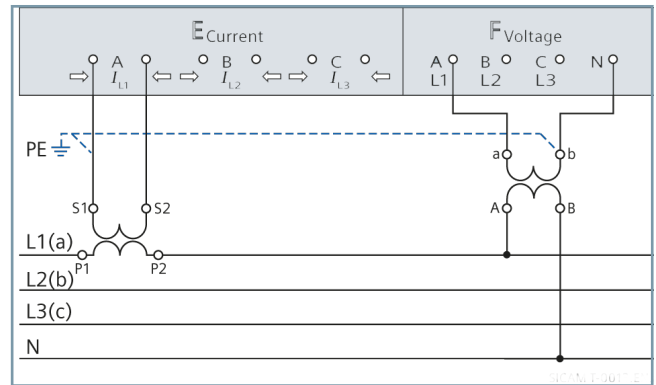 E Current F Voltage
A B C A B C N
I L1 I L2 I L3 L1 L2 L3
PE
a b
S1 S2 A B
L1(a)
P1 P2
L2(b)
L3(c)
N